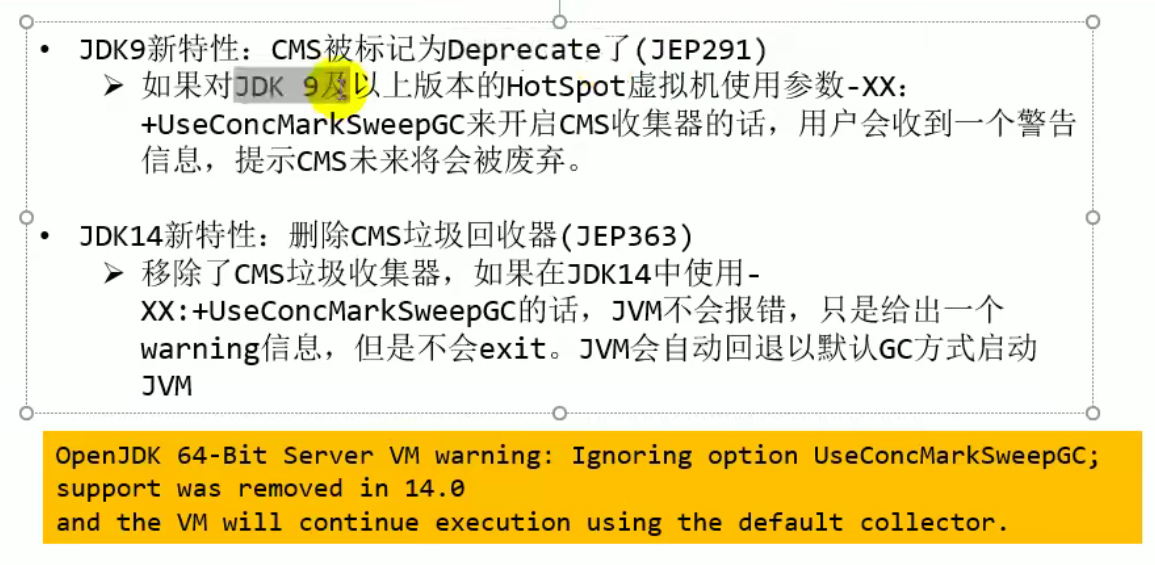 • JDK9新特性：CMS被标记为Deprecate了(JEP291)
➢ 如果对JDK 9及以上版本的HotSpot虚拟机使用参数-XX：
+UseConcMarkSweepGC来开启CMS收集器的话，用户会收到一个警告
信息，提示CMS未来将会被废弃。
• JDK14新特性：删除CMS垃圾回收器(JEP363)
➢ 移除了CMS垃圾收集器，如果在JDK14中使用-
XX:+UseConcMarkSweepGC的话，JVM不会报错，只是给出一个
warning信息，但是不会exit。JVM会自动回退以默认GC方式启动
JVM
OpenJDK 64-Bit Server VM warning: Ignoring option UseConcMarkSweepGC;
support was removed in 14.0
and the VM will continue execution using the default collector.